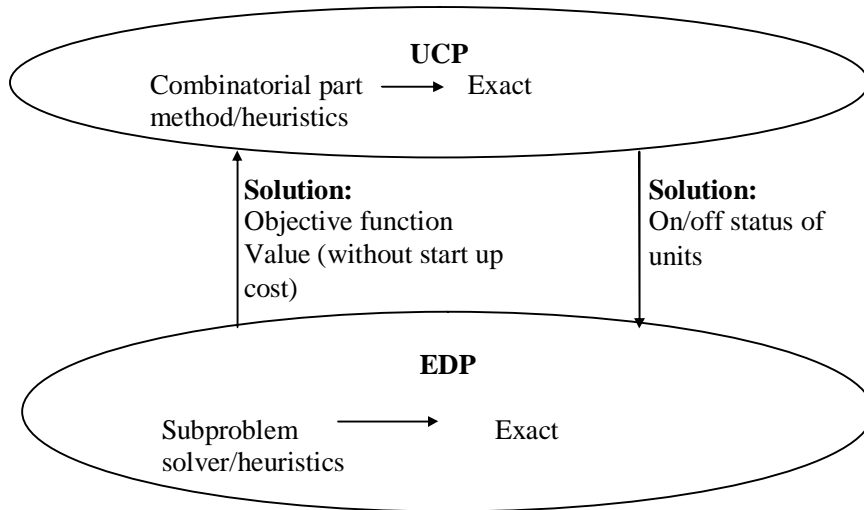 UCP
Combinatorial part Exact
method/heuristics
Solution:
Objective function
Value (without start up
cost)
Solution:
On/off status of
units
EDP
Subproblem Exact
solver/heuristics